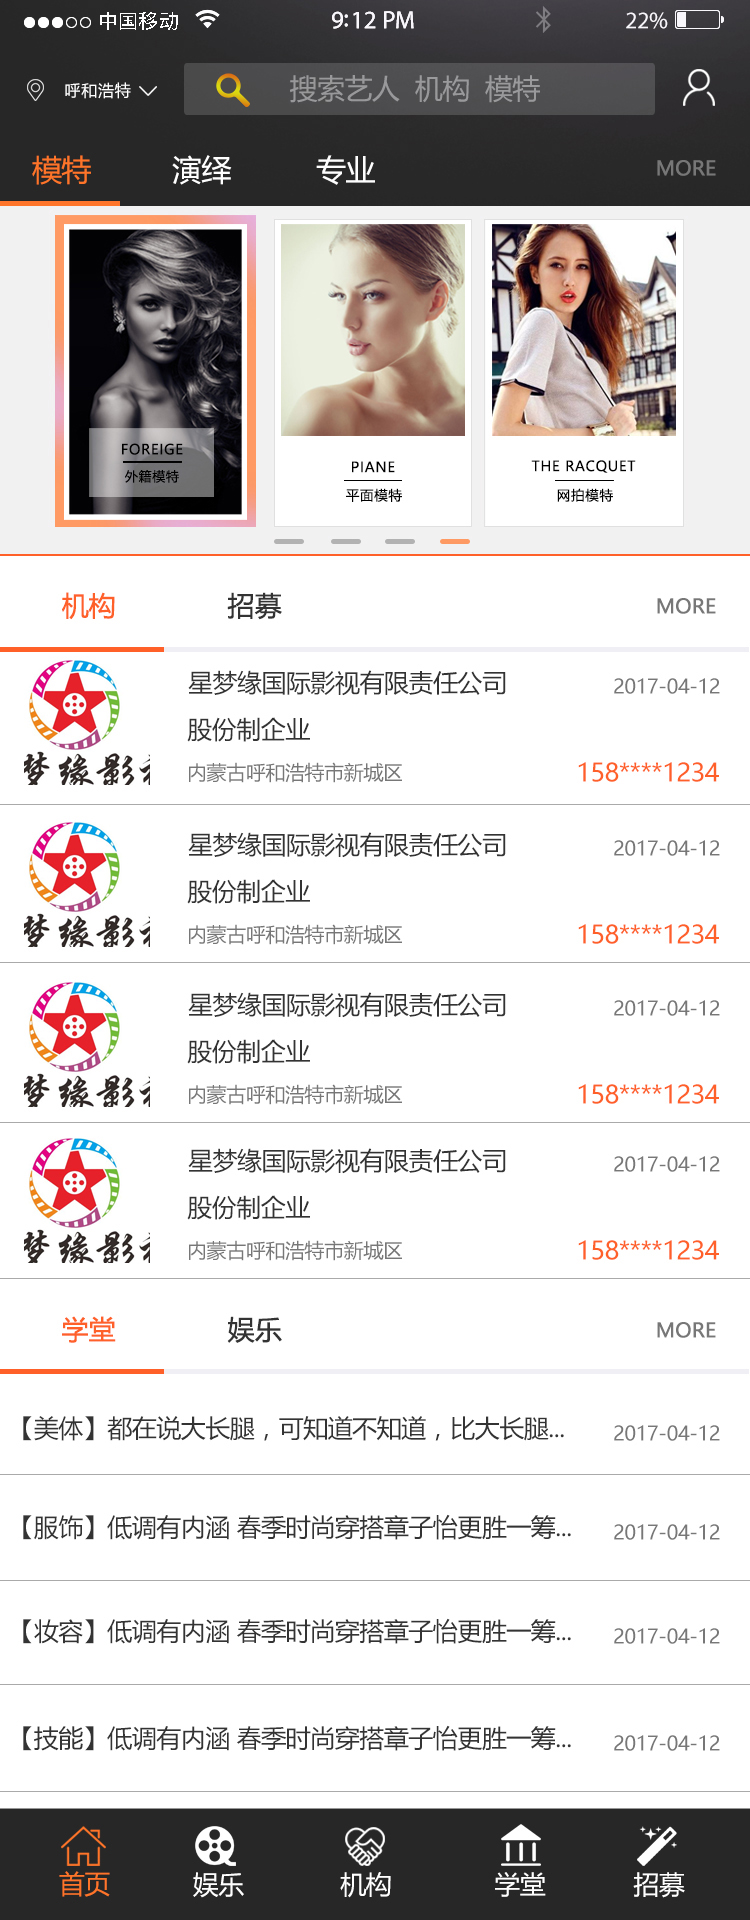 中国移动 9:12 PM 22%
呼和浩特 搜索艺人 机构 模特
模特 演绎 专业 MORE
FOREIGE
外籍模特
PIANE
平面模特
THE RACQUET
网拍模特
机构 招募 MORE
星梦缘国际影视有限责任公司 2017-04-12
股份制企业
内蒙古呼和浩特市新城区 158****1234
梦缘影
星梦缘国际影视有限责任公司 2017-04-12
股份制企业
内蒙古呼和浩特市新城区 158****1234
梦缘影
星梦缘国际影视有限责任公司 2017-04-12
股份制企业
内蒙古呼和浩特市新城区 158****1234
梦缘影
星梦缘国际影视有限责任公司 2017-04-12
股份制企业
内蒙古呼和浩特市新城区 158****1234
梦缘影
学堂 娱乐 MORE
【美体】都在说大长腿，可知道不知道，比大长腿... 2017-04-12
【服饰】低调有内涵 春季时尚穿搭章子怡更胜一筹... 2017-04-12
【妆容】低调有内涵 春季时尚穿搭章子怡更胜一筹... 2017-04-12
【技能】低调有内涵 春季时尚穿搭章子怡更胜一筹... 2017-04-12
首页 娱乐 机构 学堂 招募